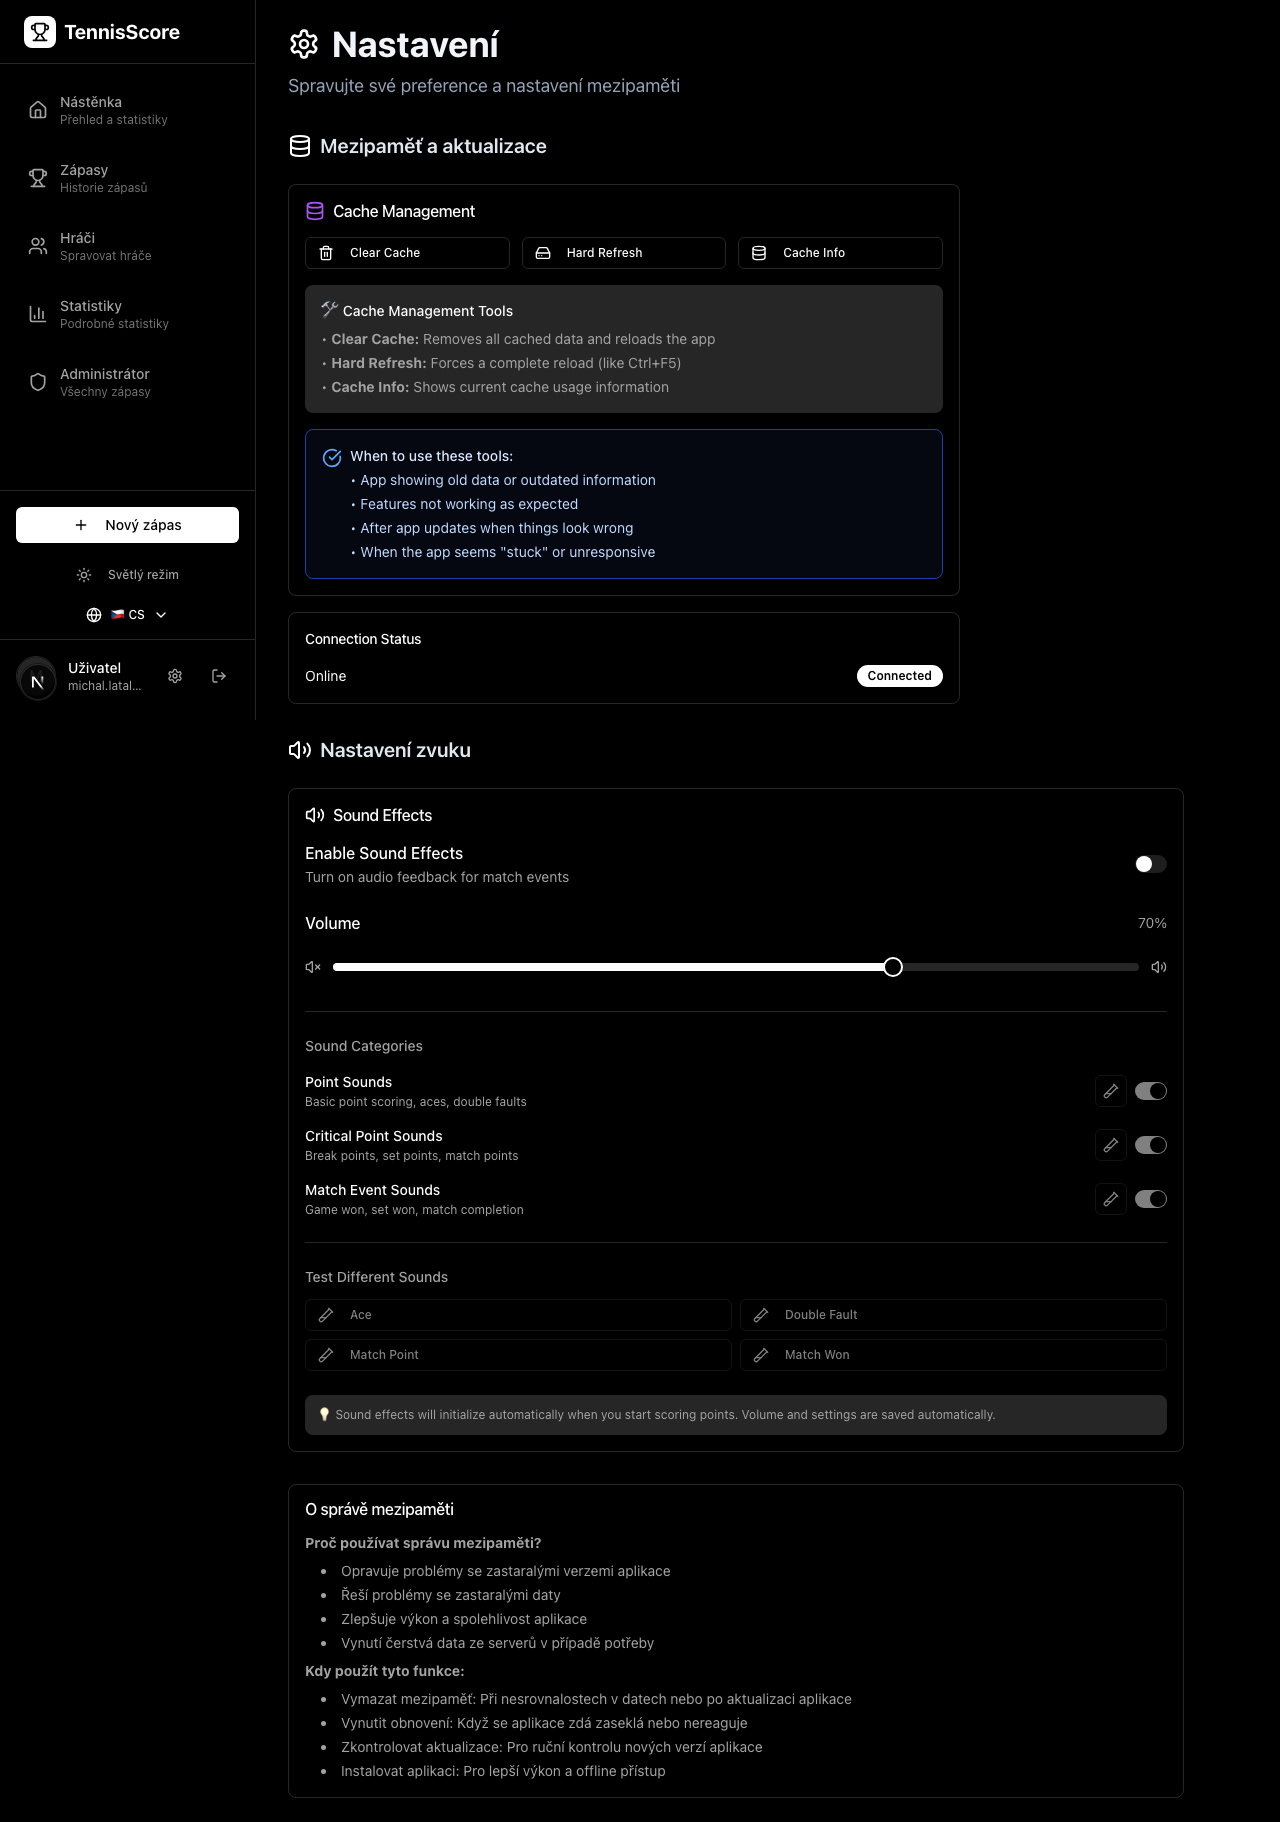 TennisScore
Nástěnka
Přehled a statistiky
Zápasy
Historie zápasů
Hráči
Spravovat hráče
Statistiky
Podrobné statistiky
Administrátor
Všechny zápasy
Nový zápas
Světlý režim
🇨🇿 CS
Uživatel
michal.latal...
N
Nastavení
Spravujte své preference a nastavení mezipaměti
Mezipaměť a aktualizace
Cache Management
Clear Cache
Hard Refresh
Cache Info
🛠️ Cache Management Tools
• Clear Cache: Removes all cached data and reloads the app
• Hard Refresh: Forces a complete reload (like Ctrl+F5)
• Cache Info: Shows current cache usage information
When to use these tools:
• App showing old data or outdated information
• Features not working as expected
• After app updates when things look wrong
• When the app seems "stuck" or unresponsive
Connection Status
Online
Connected
Nastavení zvuku
Sound Effects
Enable Sound Effects
Turn on audio feedback for match events
Volume
70%
Sound Categories
Point Sounds
Basic point scoring, aces, double faults
Critical Point Sounds
Break points, set points, match points
Match Event Sounds
Game won, set won, match completion
Test Different Sounds
Ace
Double Fault
Match Point
Match Won
💡 Sound effects will initialize automatically when you start scoring points. Volume and settings are saved automatically.
O správě mezipaměti
Proč používat správu mezipaměti?
• Opravuje problémy se zastaralými verzemi aplikace
• Řeší problémy se zastaralými daty
• Zlepšuje výkon a spolehlivost aplikace
• Vynutí čerstvá data ze serverů v případě potřeby
Kdy použít tyto funkce:
• Vymazat mezipaměť: Při nesrovnalostech v datech nebo po aktualizaci aplikace
• Vynutit obnovení: Když se aplikace zdá zaseklá nebo nereaguje
• Zkontrolovat aktualizace: Pro ruční kontrolu nových verzí aplikace
• Instalovat aplikaci: Pro lepší výkon a offline přístup